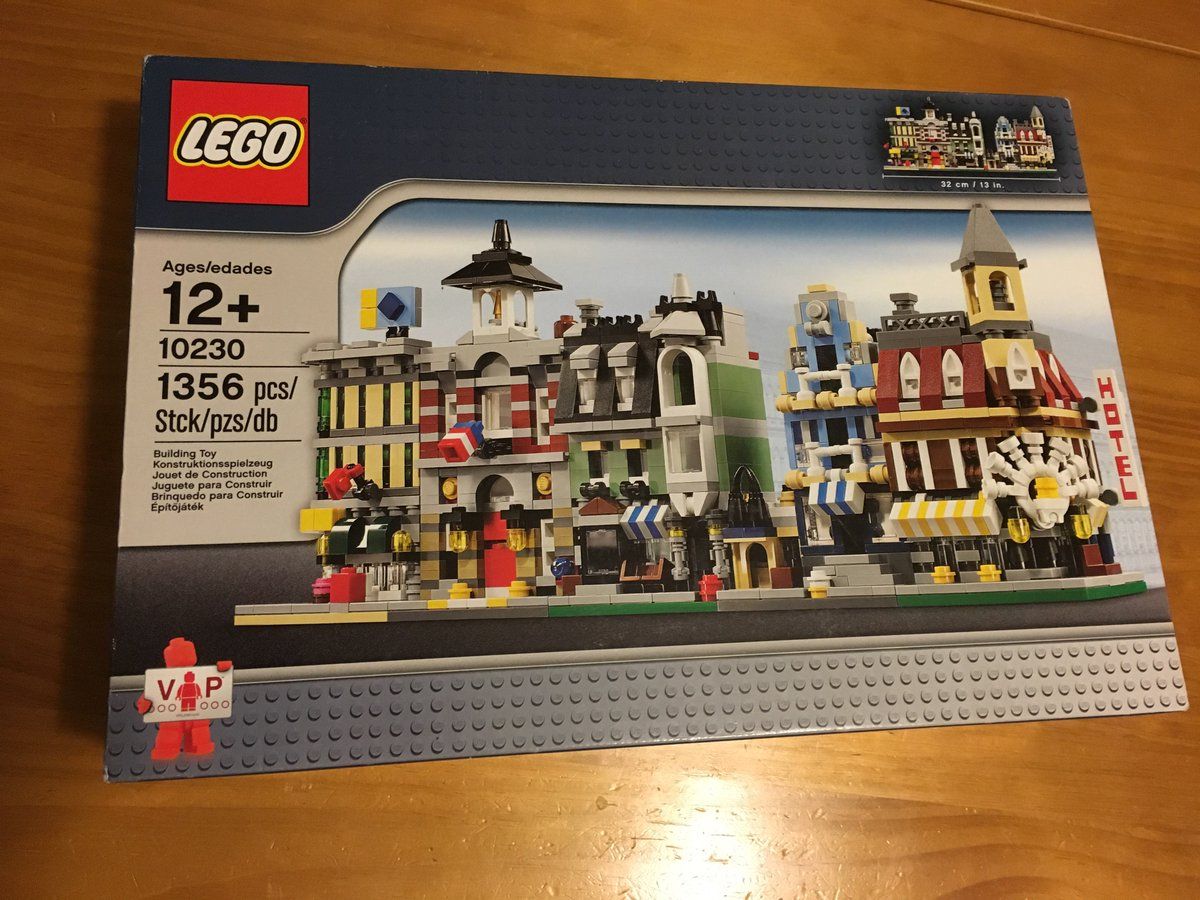 LEGO®
32 cm / 13 in.
Ages/edades
12+
10230
1356 pcs/
Stck/pzs/db
Building Toy
Konstruktionsspielzeug
Jouet de Construction
Juguete para Construir
Brinquedo para Construir
Építőjáték
HOTEL
V P